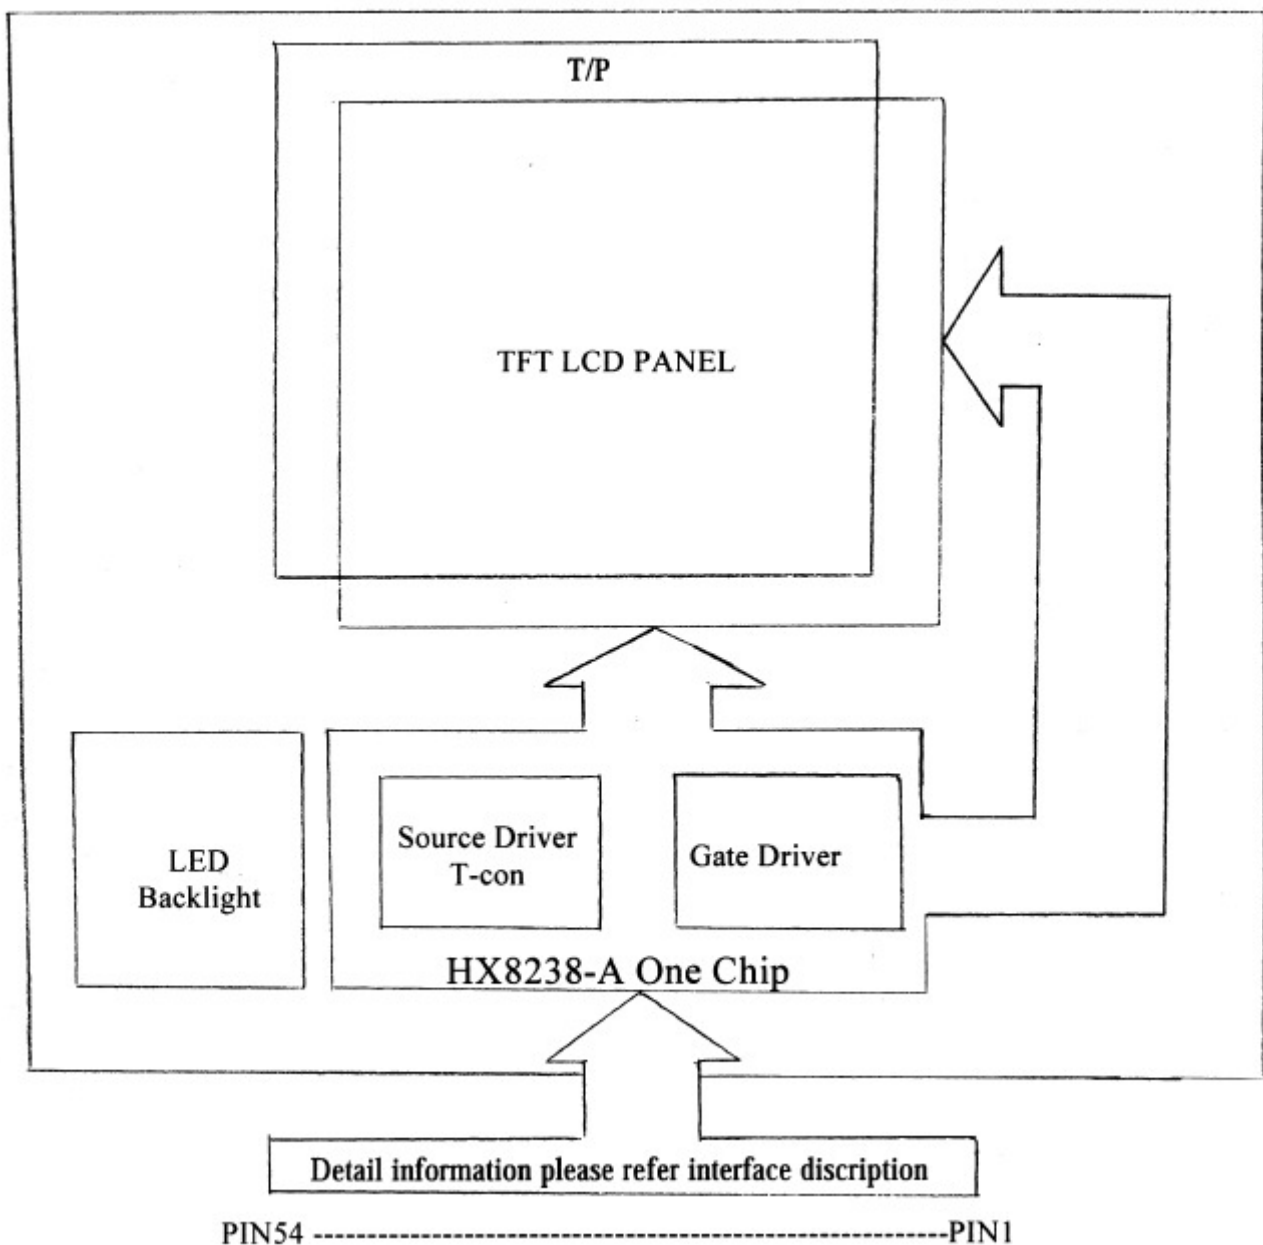 T/P
TFT LCD PANEL
LED
Backlight
Source Driver
T-con
Gate Driver
HX8238-A One Chip
Detail information please refer interface discription
PIN54 -------------------------------------------------------PIN1